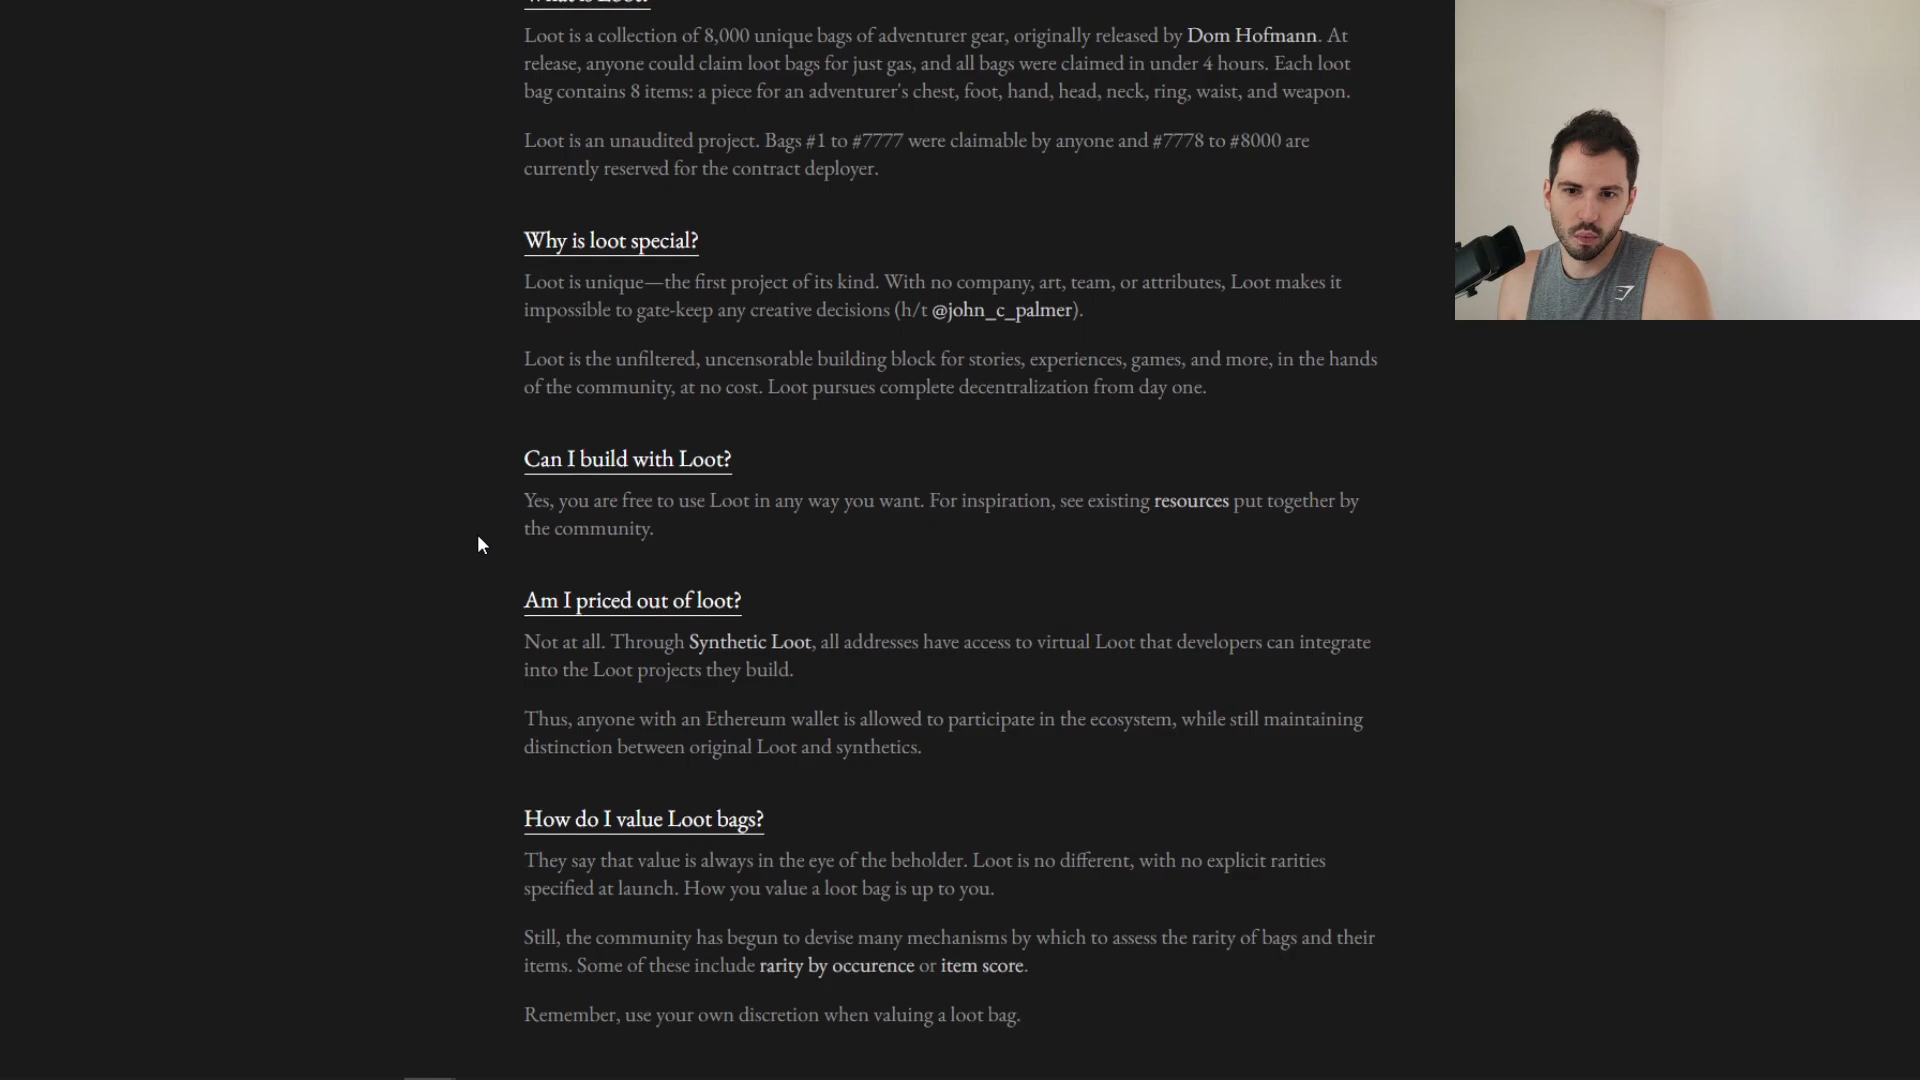 What is Loot?
Loot is a collection of 8,000 unique bags of adventurer gear, originally released by Dom Hofmann. At
release, anyone could claim loot bags for just gas, and all bags were claimed in under 4 hours. Each loot
bag contains 8 items: a piece for an adventurer's chest, foot, hand, head, neck, ring, waist, and weapon.
Loot is an unaudited project. Bags #1 to #7777 were claimable by anyone and #7778 to #8000 are
currently reserved for the contract deployer.
Why is loot special?
Loot is unique—the first project of its kind. With no company, art, team, or attributes, Loot makes it
impossible to gate-keep any creative decisions (h/t @john_c_palmer).
Loot is the unfiltered, uncensorable building block for stories, experiences, games, and more, in the hands
of the community, at no cost. Loot pursues complete decentralization from day one.
Can I build with Loot?
Yes, you are free to use Loot in any way you want. For inspiration, see existing resources put together by
the community.
Am I priced out of loot?
Not at all. Through Synthetic Loot, all addresses have access to virtual Loot that developers can integrate
into the Loot projects they build.
Thus, anyone with an Ethereum wallet is allowed to participate in the ecosystem, while still maintaining
distinction between original Loot and synthetics.
How do I value Loot bags?
They say that value is always in the eye of the beholder. Loot is no different, with no explicit rarities
specified at launch. How you value a loot bag is up to you.
Still, the community has begun to devise many mechanisms by which to assess the rarity of bags and their
items. Some of these include rarity by occurence or item score.
Remember, use your own discretion when valuing a loot bag.